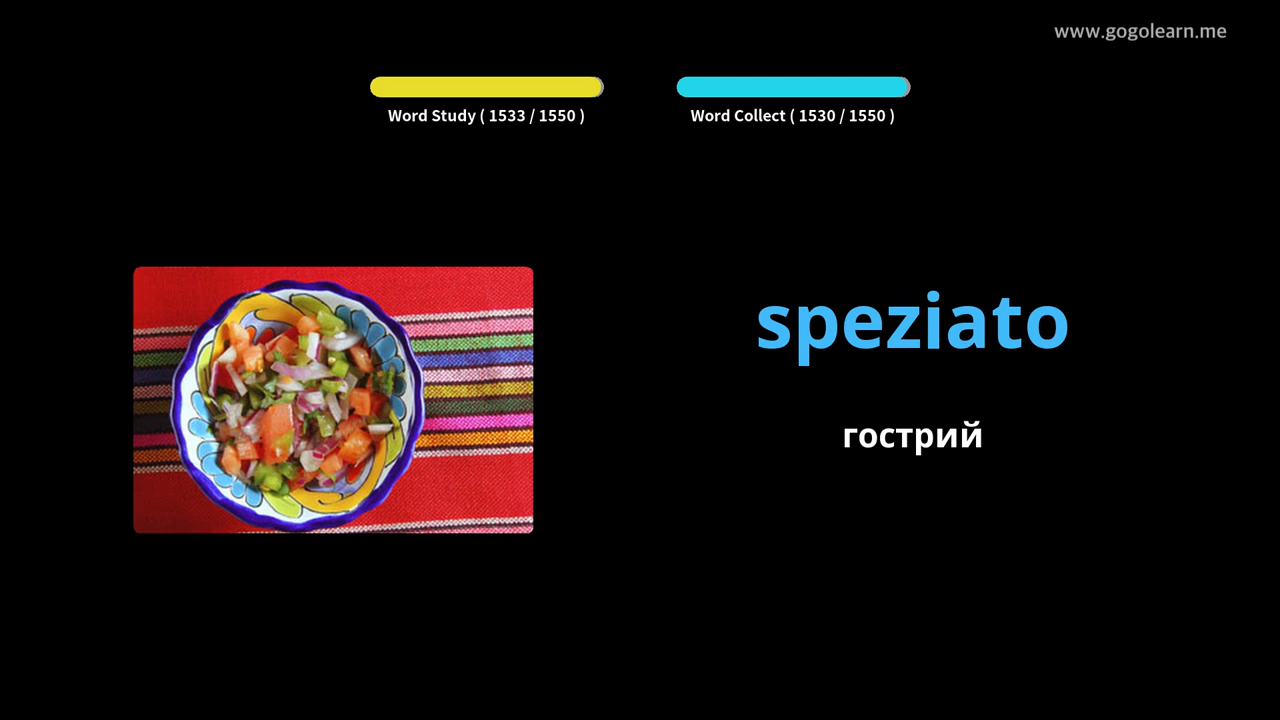 www.gogolearn.me
Word Study ( 1533 / 1550 )
Word Collect ( 1530 / 1550 )
speziato
гострий